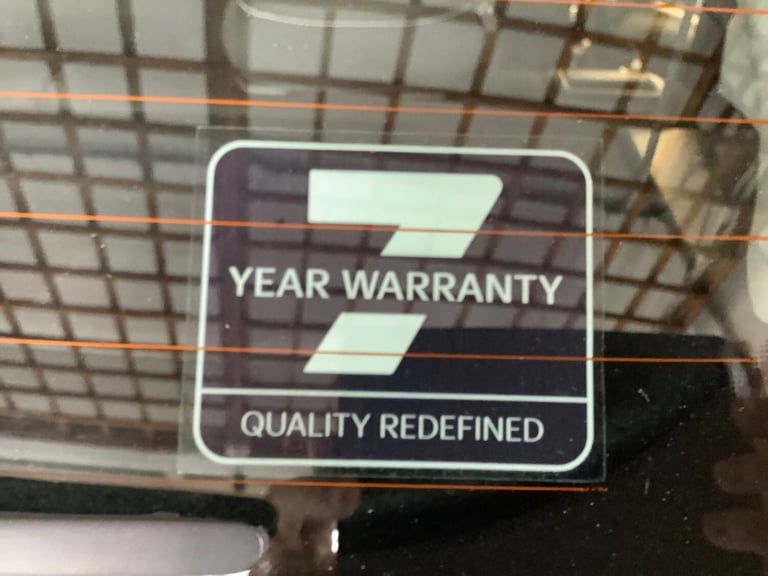 7
YEAR WARRANTY
QUALITY REDEFINED